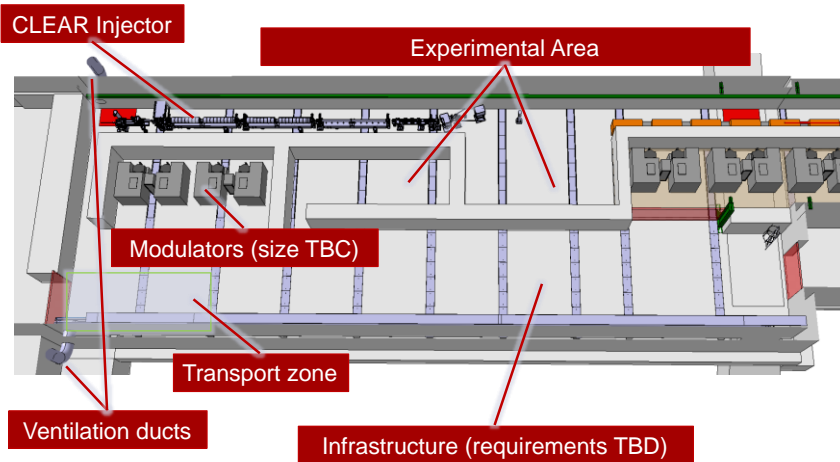 CLEAR Injector
Experimental Area
Modulators (size TBC)
Transport zone
Ventilation ducts
Infrastructure (requirements TBD)